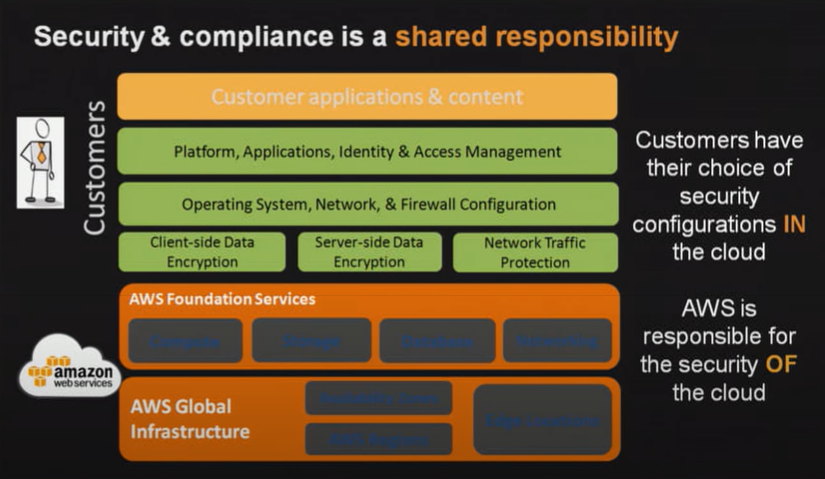 Security & compliance is a shared responsibility
Customers
Customer applications & content
Platform, Applications, Identity & Access Management
Operating System, Network, & Firewall Configuration
Client-side Data
Encryption
Server-side Data
Encryption
Network Traffic
Protection
Customers have
their choice of
security
configurations IN
the cloud
amazon
web services
AWS Foundation Services
Compute
Storage
Database
Networking
AWS Global
Infrastructure
Availability Zones
AWS Regions
Edge Locations
AWS is
responsible for
the security OF
the cloud